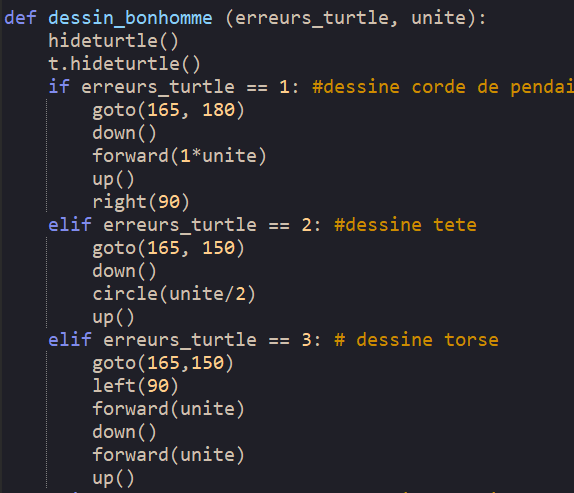 def dessin_bonhomme (erreurs_turtle, unite):
    hideturtle()
    t.hideturtle()
    if erreurs_turtle == 1: #dessine corde de
        goto(165, 180)
        down()
        forward(1*unite)
        up()
        right(90)
    elif erreurs_turtle == 2: #dessine tete
        goto(165, 150)
        down()
        circle(unite/2)
        up()
    elif erreurs_turtle == 3: # dessine torse
        goto(165,150)
        left(90)
        forward(unite)
        down()
        forward(unite)
        up()